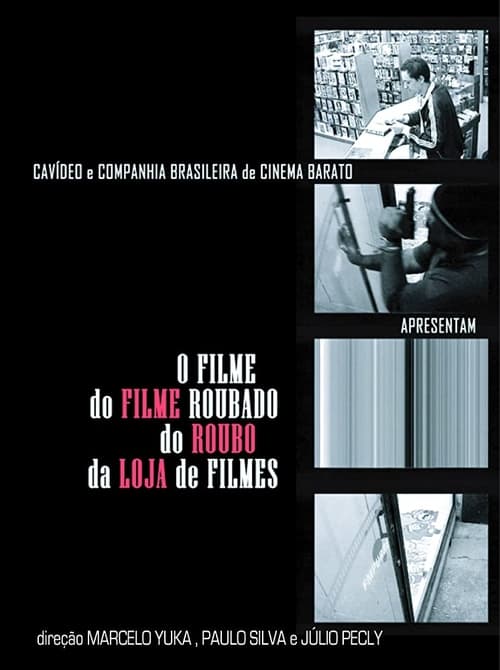 CAVÍDEO e COMPANHIA BRASILEIRA de CINEMA BARATO
APRESENTAM
O FILME
do FILME ROUBADO
do ROUBO
da LOJA de FILMES
direção MARCELO YUKA , PAULO SILVA e JÚLIO PECLY